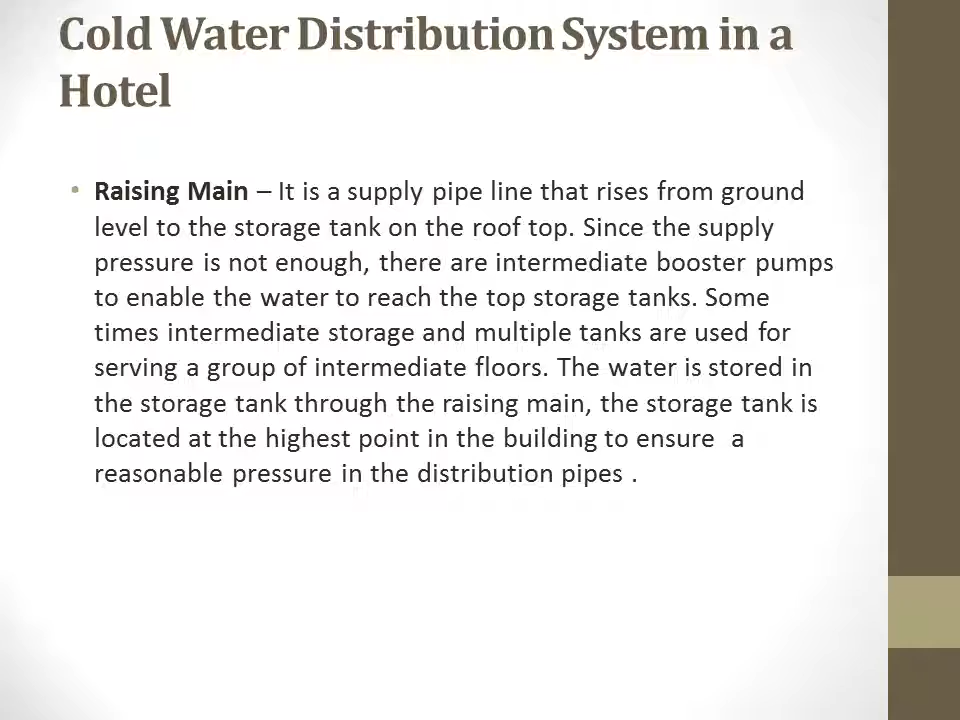 Cold Water Distribution System in a
Hotel
• Raising Main – It is a supply pipe line that rises from ground
level to the storage tank on the roof top. Since the supply
pressure is not enough, there are intermediate booster pumps
to enable the water to reach the top storage tanks. Some
times intermediate storage and multiple tanks are used for
serving a group of intermediate floors. The water is stored in
the storage tank through the raising main, the storage tank is
located at the highest point in the building to ensure  a
reasonable pressure in the distribution pipes .